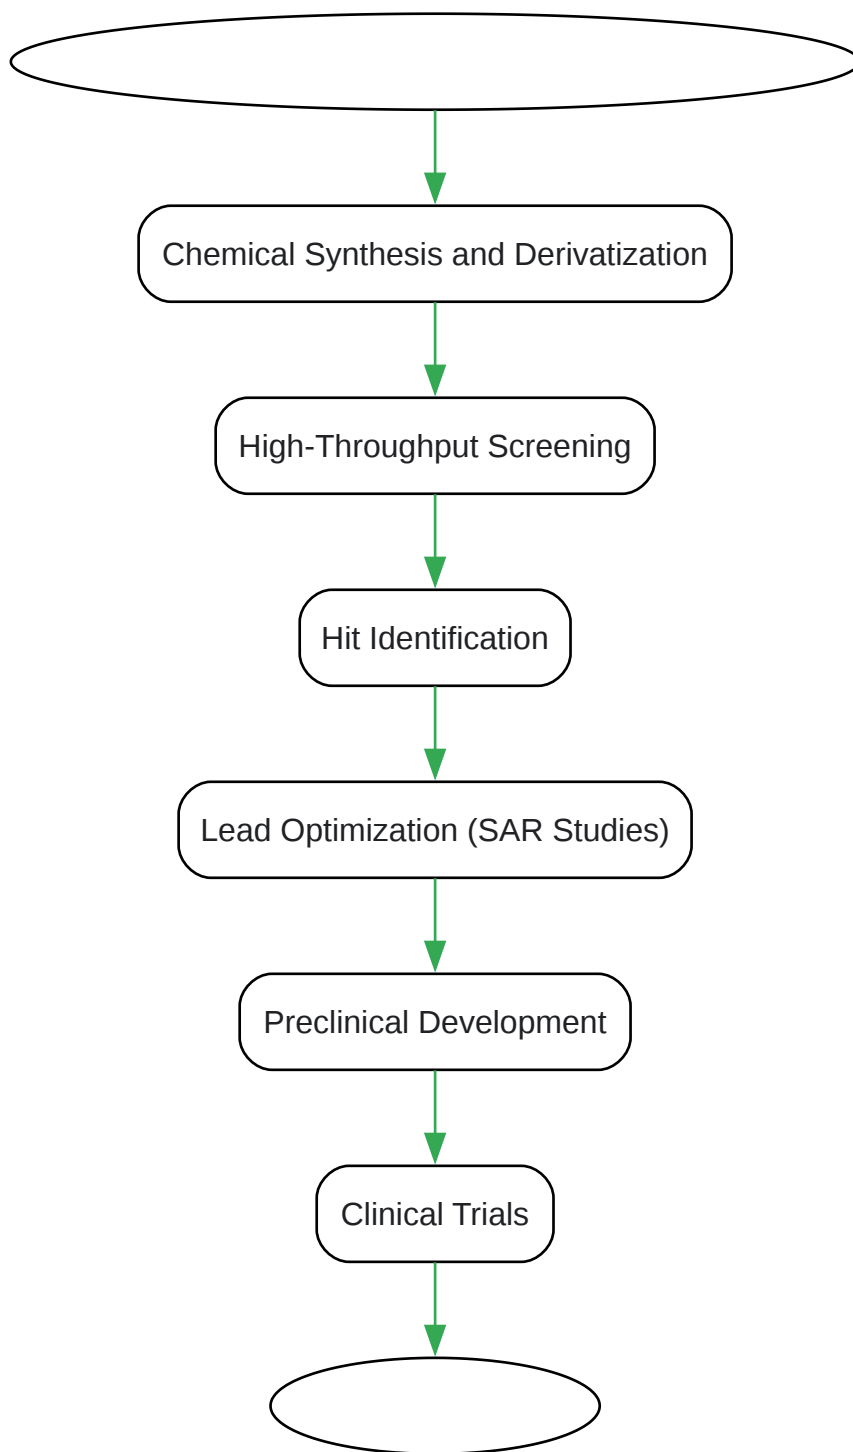 Chemical Synthesis and Derivatization
High-Throughput Screening
Hit Identification
Lead Optimization (SAR Studies)
Preclinical Development
Clinical Trials